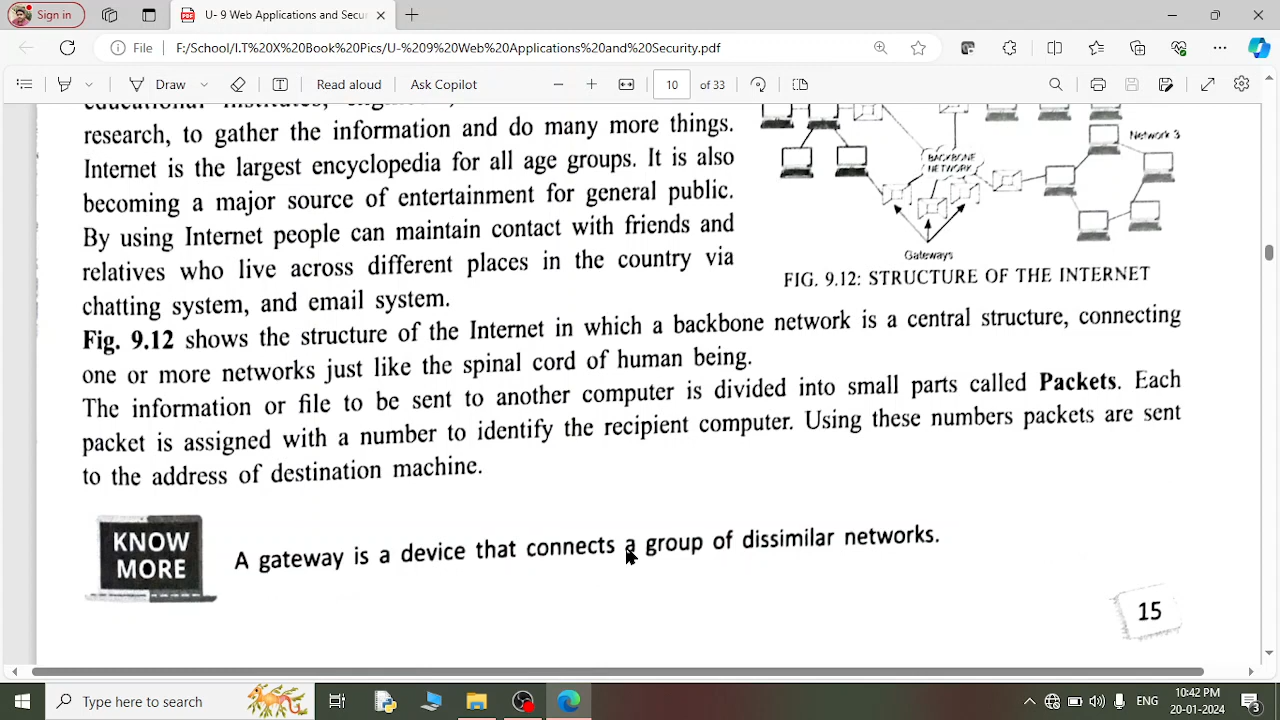 Sign in
U- 9 Web Applications and Secur
File
F:/School/I.T%20X%20Book%20Pics/U-%209%20Web%20Applications%20and%20Security.pdf
Draw
Read aloud
Ask Copilot
10 of 33
research, to gather the information and do many more things.
Internet is the largest encyclopedia for all age groups. It is also
becoming a major source of entertainment for general public.
By using Internet people can maintain contact with friends and
relatives who live across different places in the country via
chatting system, and email system.
Network 3
BACKBONE
NETWORK
Gateways
FIG. 9.12: STRUCTURE OF THE INTERNET
Fig. 9.12 shows the structure of the Internet in which a backbone network is a central structure, connecting
one or more networks just like the spinal cord of human being.
The information or file to be sent to another computer is divided into small parts called Packets. Each
packet is assigned with a number to identify the recipient computer. Using these numbers packets are sent
to the address of destination machine.
KNOW
MORE
A gateway is a device that connects a group of dissimilar networks.
15
Type here to search
ENG
10:42 PM
20-01-2024
3